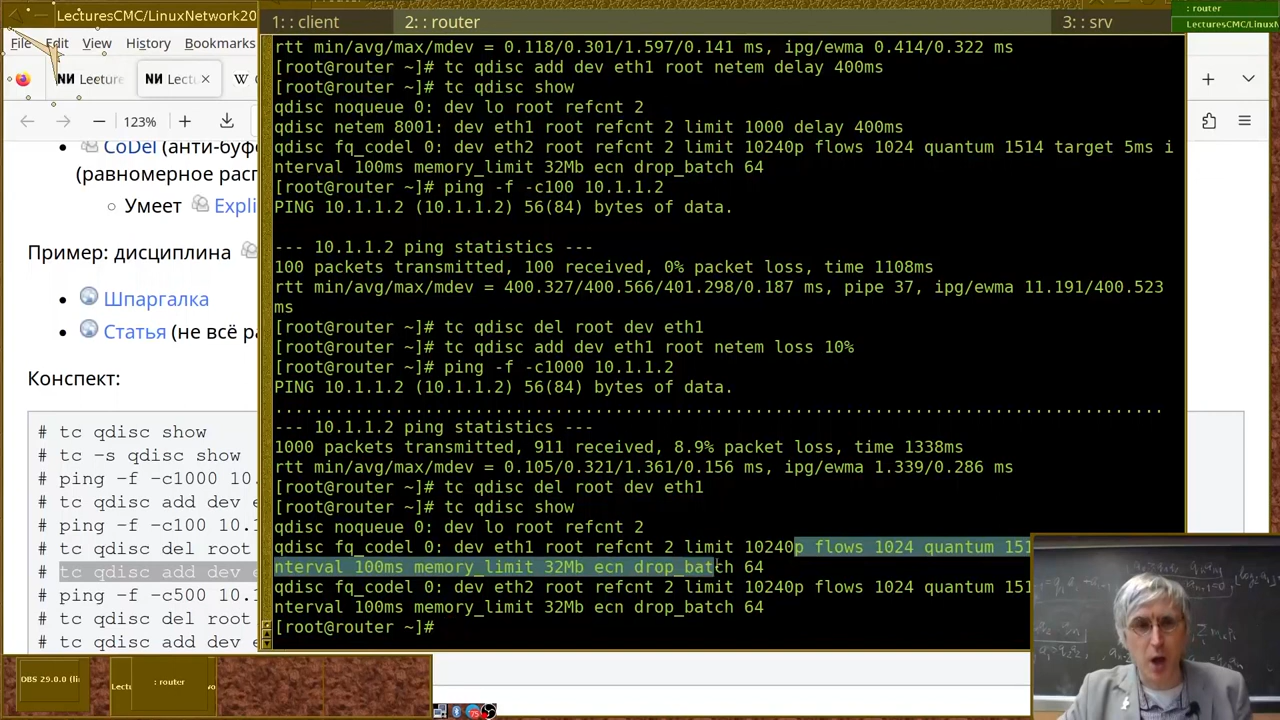 LecturesCMC/LinuxNetwork20
1: : client
2: : router
3: : srv
: router
LecturesCMC/LinuxN
File Edit View History Bookmarks
Lecture
Lectu
123%
CoDel (анти-буфе
(равномерное расп
Умеет Expli
Пример: дисциплина
Шпаргалка
Статья (не всё ра
Конспект:
# tc qdisc show
# tc -s qdisc show
# ping -f -c1000 10.
# tc qdisc add dev e
# ping -f -c100 10.1
# tc qdisc del root
# tc qdisc add dev e
# ping -f -c500 10.1
# tc qdisc del root
# tc qdisc add dev e
rtt min/avg/max/mdev = 0.118/0.301/1.597/0.141 ms, ipg/ewma 0.414/0.322 ms
[root@router ~]# tc qdisc add dev eth1 root netem delay 400ms
[root@router ~]# tc qdisc show
qdisc noqueue 0: dev lo root refcnt 2
qdisc netem 8001: dev eth1 root refcnt 2 limit 1000 delay 400ms
qdisc fq_codel 0: dev eth2 root refcnt 2 limit 10240p flows 1024 quantum 1514 target 5ms i
nterval 100ms memory_limit 32Mb ecn drop_batch 64
[root@router ~]# ping -f -c100 10.1.1.2
PING 10.1.1.2 (10.1.1.2) 56(84) bytes of data.
--- 10.1.1.2 ping statistics ---
100 packets transmitted, 100 received, 0% packet loss, time 1108ms
rtt min/avg/max/mdev = 400.327/400.566/401.298/0.187 ms, pipe 37, ipg/ewma 11.191/400.523
ms
[root@router ~]# tc qdisc del root dev eth1
[root@router ~]# tc qdisc add dev eth1 root netem loss 10%
[root@router ~]# ping -f -c1000 10.1.1.2
PING 10.1.1.2 (10.1.1.2) 56(84) bytes of data.
.........................................................................................
--- 10.1.1.2 ping statistics ---
1000 packets transmitted, 911 received, 8.9% packet loss, time 1338ms
rtt min/avg/max/mdev = 0.105/0.321/1.361/0.156 ms, ipg/ewma 1.339/0.286 ms
[root@router ~]# tc qdisc del root dev eth1
[root@router ~]# tc qdisc show
qdisc noqueue 0: dev lo root refcnt 2
qdisc fq_codel 0: dev eth1 root refcnt 2 limit 10240p flows 1024 quantum 151
nterval 100ms memory_limit 32Mb ecn drop_batch 64
qdisc fq_codel 0: dev eth2 root refcnt 2 limit 10240p flows 1024 quantum 151
nterval 100ms memory_limit 32Mb ecn drop_batch 64
[root@router ~]#
OBS 29.0.0 (li
Lect
: router
75